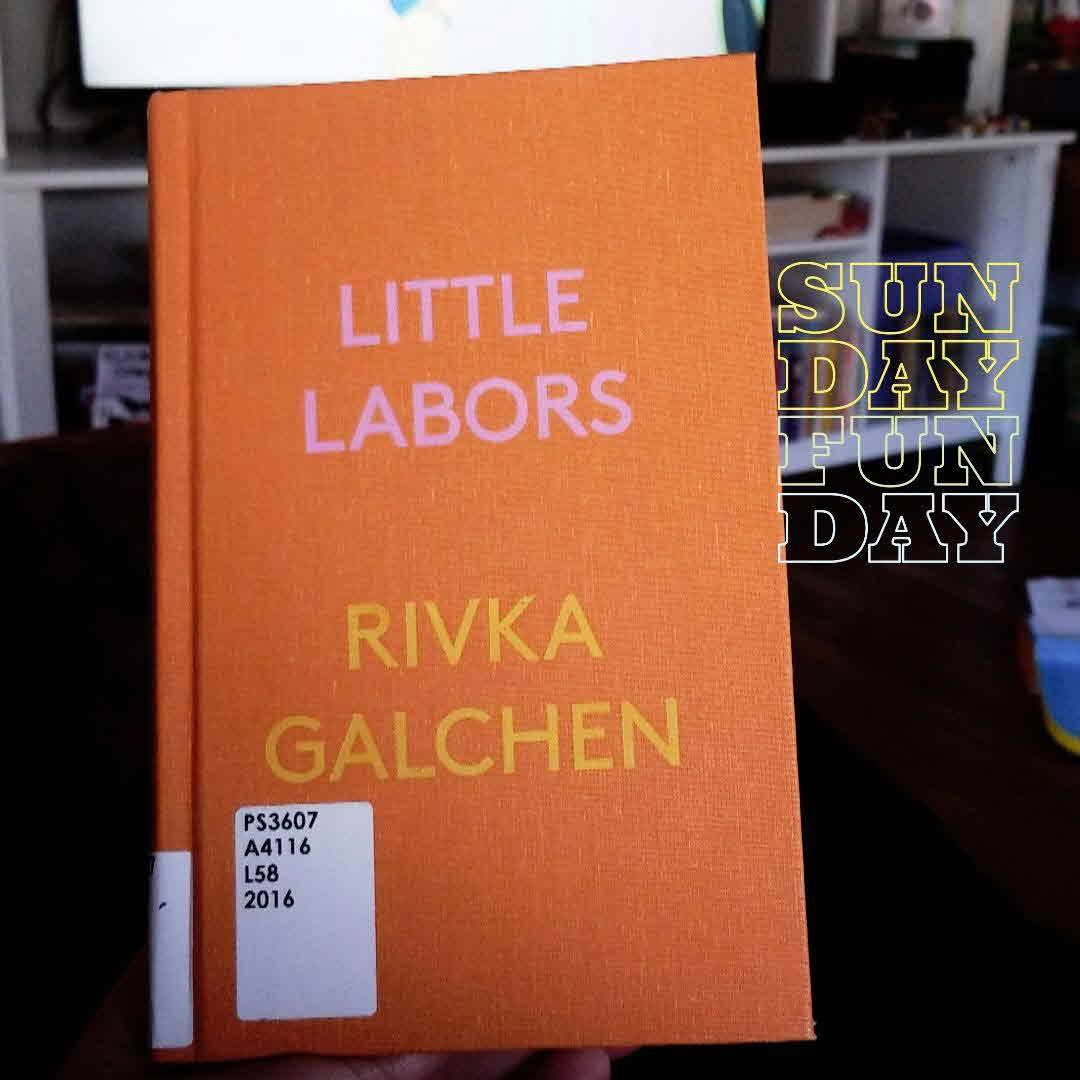 LITTLE
LABORS
RIVKA
GALCHEN
PS3607
A4116
L58
2016
SUN
DAY
FUN
DAY